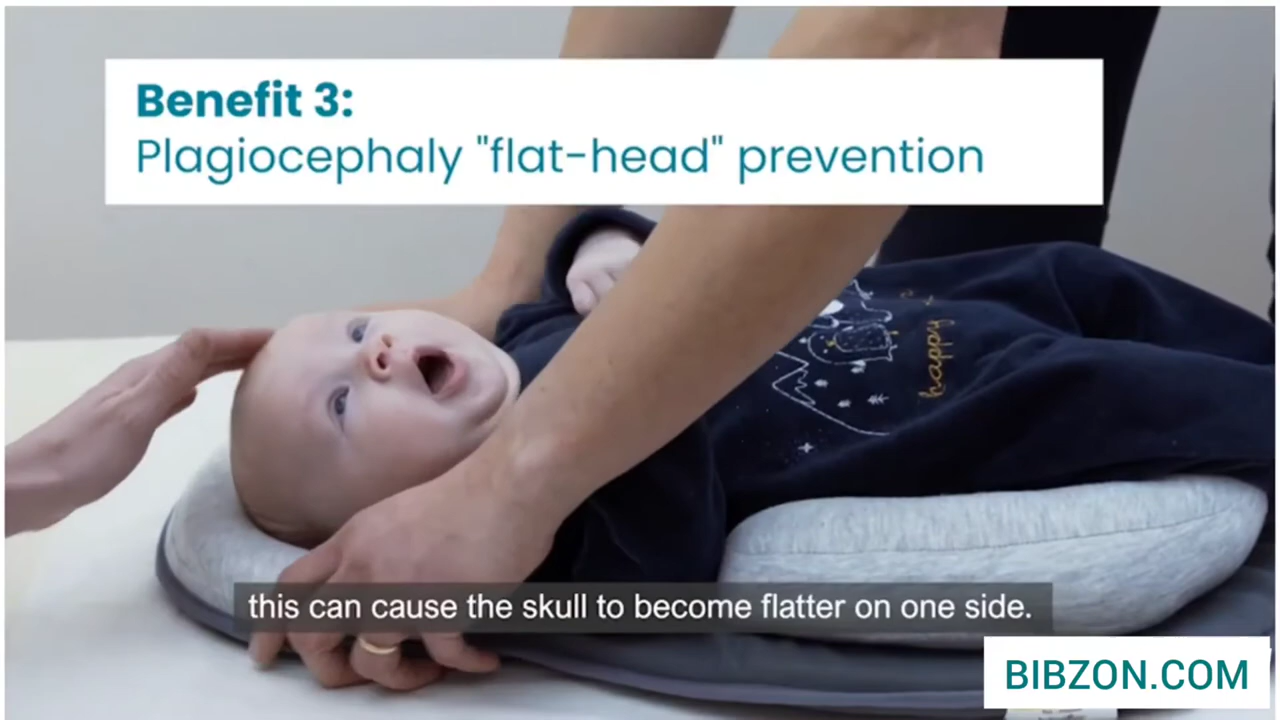 Benefit 3:
Plagiocephaly "flat-head" prevention
happy
this can cause the skull to become flatter on one side.
BIBZON.COM